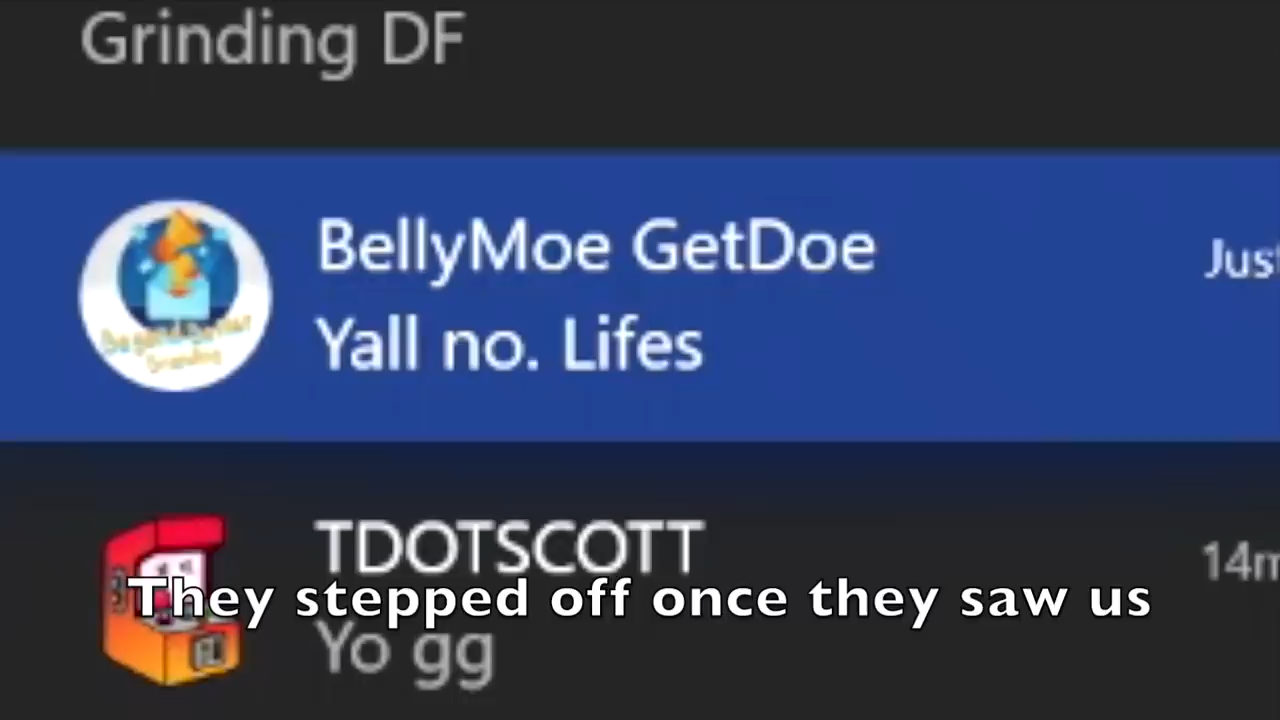 Grinding DF
BellyMoe GetDoe
Just
Yall no. Lifes
TDOTSCOTT
14m
They stepped off once they saw us
Yo gg